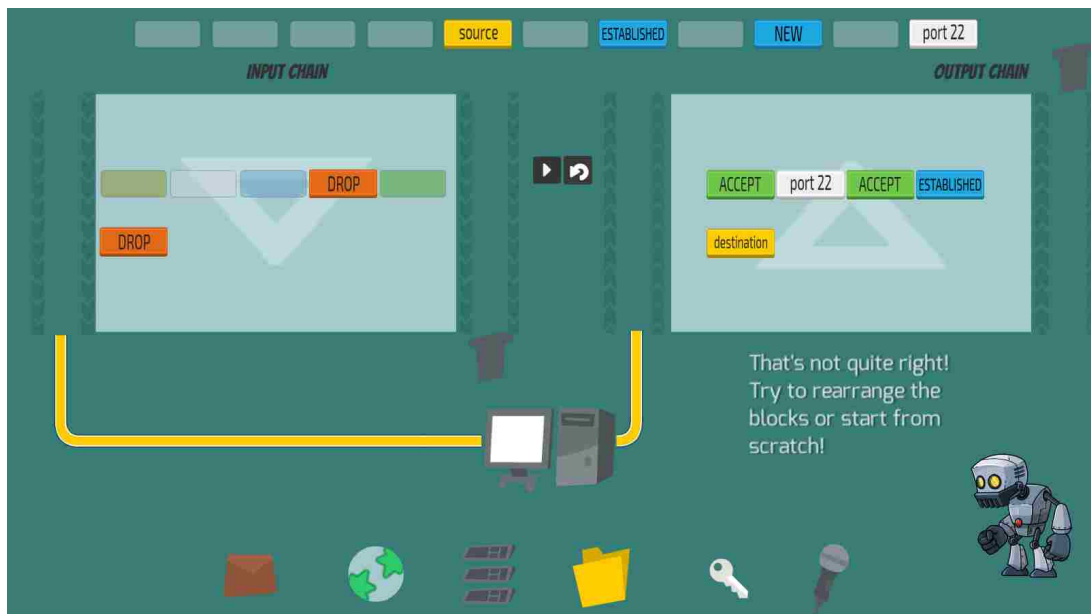 source ESTABLISHED NEW port 22
INPUT CHAIN
OUTPUT CHAIN
DROP
ACCEPT port 22 ACCEPT ESTABLISHED
DROP
destination
That's not quite right!
Try to rearrange the
blocks or start from
scratch!